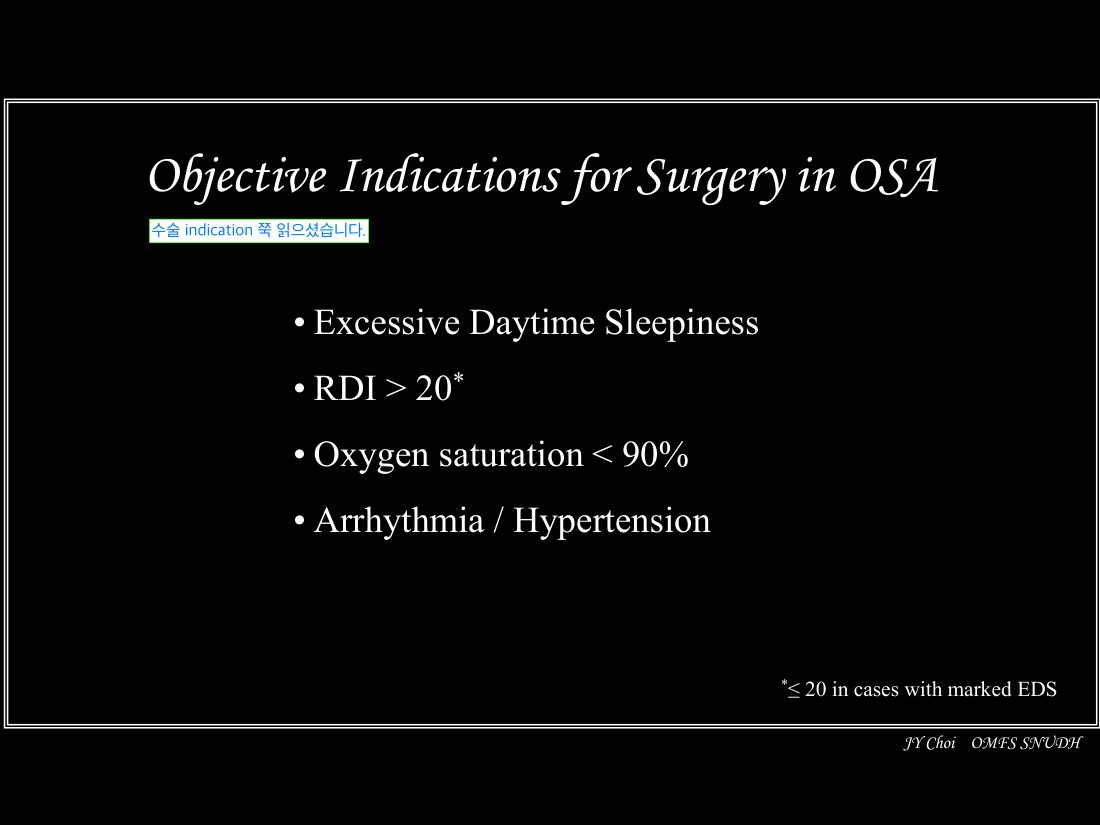 Objective Indications for Surgery in OSA
수술 indication 쭉 읽으셨습니다.
• Excessive Daytime Sleepiness
• RDI > 20*
• Oxygen saturation < 90%
• Arrhythmia / Hypertension
*≤ 20 in cases with marked EDS
JY Choi OMFS SNUDH